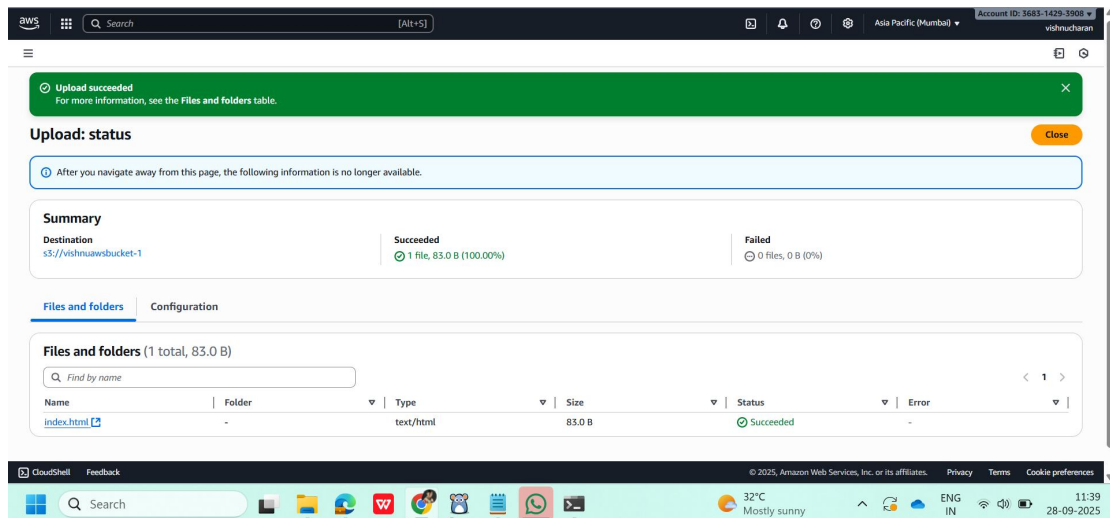 aws
Search
[Alt+S]
Asia Pacific (Mumbai)
Account ID: 3683-1429-3908
vishnucharan
Upload succeeded
For more information, see the Files and folders table.
Upload: status
Close
After you navigate away from this page, the following information is no longer available.
Summary
Destination
s3://vishnuawsbucket-1
Succeeded
1 file, 83.0 B (100.00%)
Failed
0 files, 0 B (0%)
Files and folders
Configuration
Files and folders (1 total, 83.0 B)
Find by name
1
Name Folder Type Size Status Error
index.html - text/html 83.0 B Succeeded -
CloudShell Feedback © 2025, Amazon Web Services, Inc. or its affiliates. Privacy Terms Cookie preferences
Search
W
32°C
Mostly sunny
ENG
IN
11:39
28-09-2025